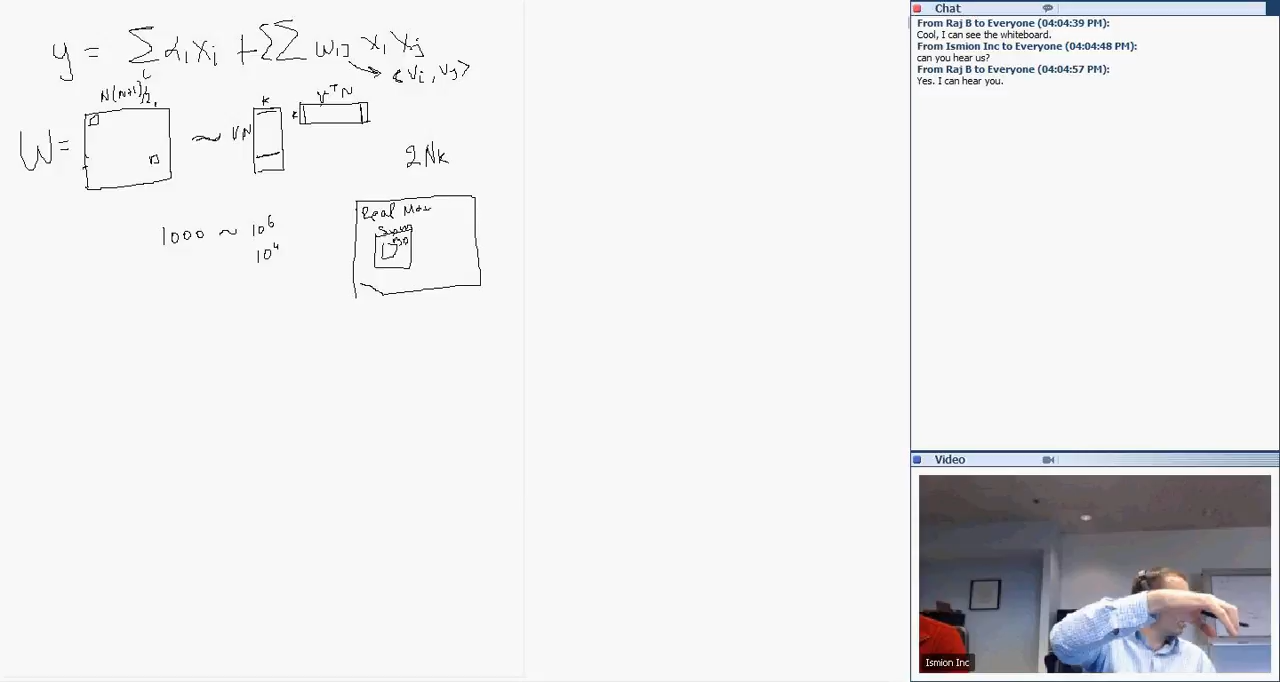 y = Σ αᵢxᵢ + ΣΣ wᵢⱼ xᵢ xⱼ
i
<vᵢ, vⱼ>
N(N+1)/2
k
Vᵀ N
W =
~
V N
k
2Nk
1000 ~ 10⁶
10⁴
Real
Chat
From Raj B to Everyone (04:04:39 PM):
Cool, I can see the whiteboard.
From Ismion Inc to Everyone (04:04:48 PM):
can you hear us?
From Raj B to Everyone (04:04:57 PM):
Yes. I can hear you.
Video
Ismion Inc